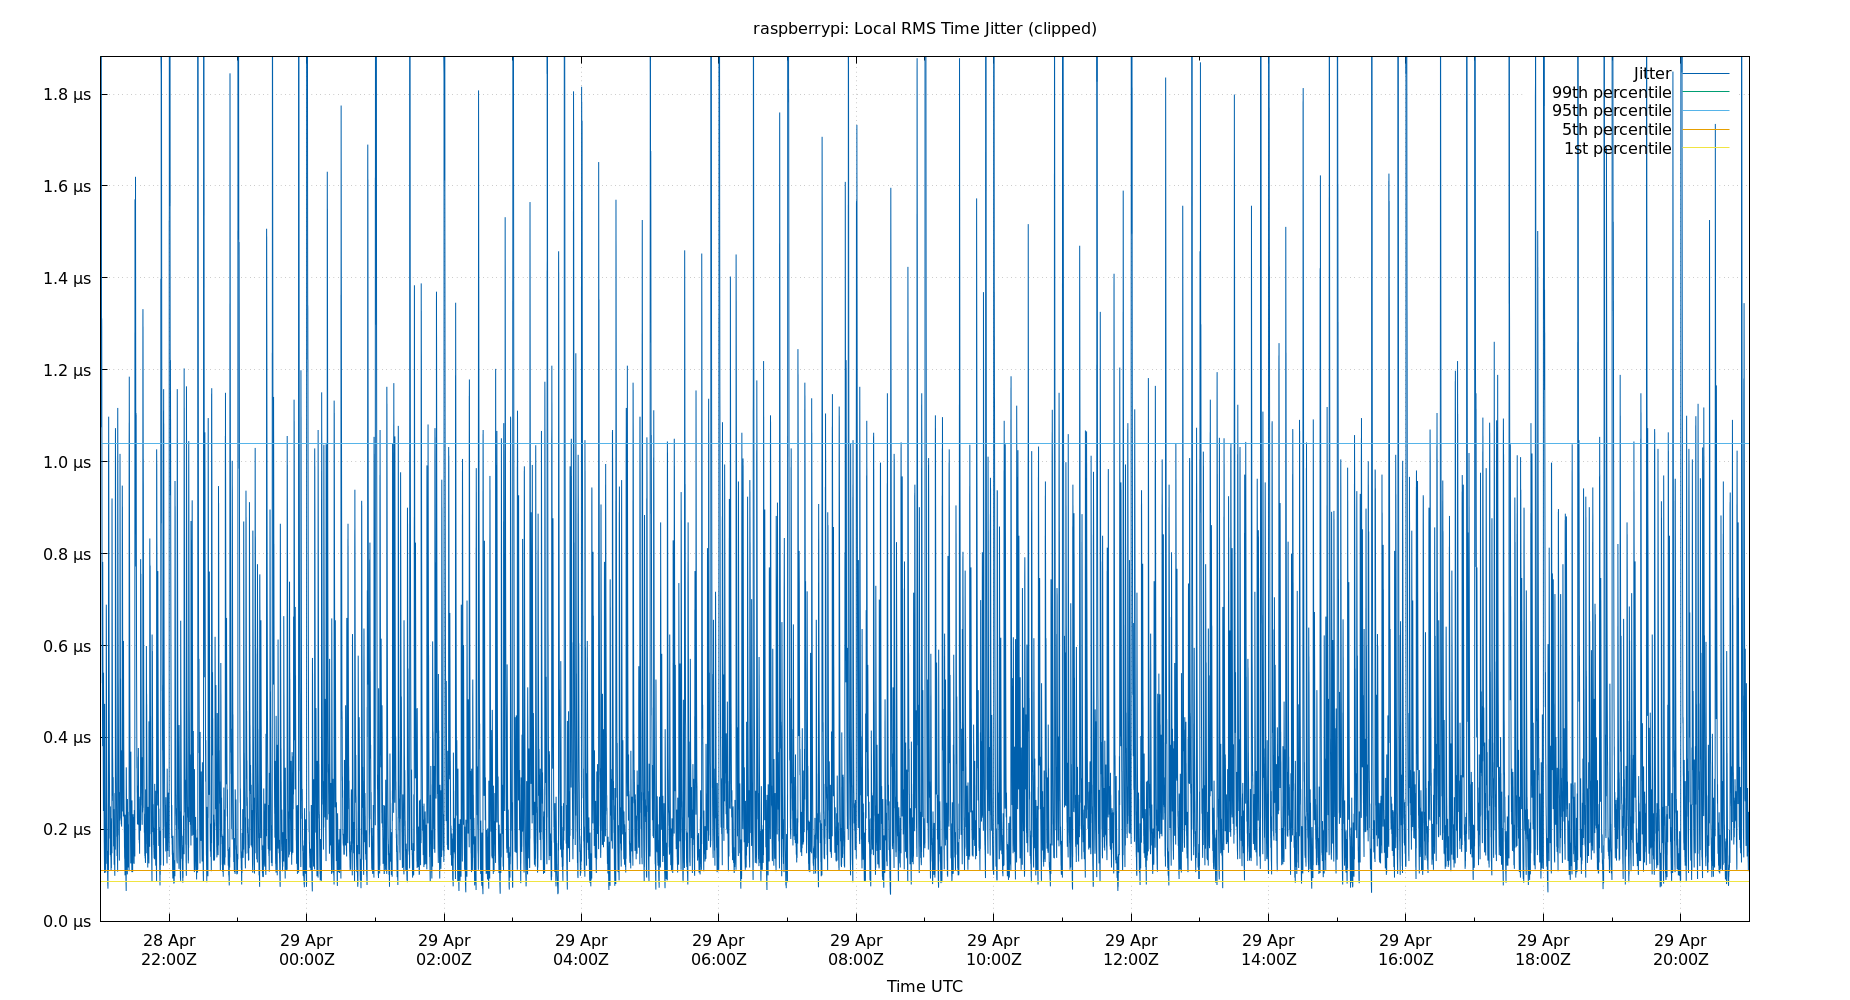 raspberrypi: Local RMS Time Jitter (clipped)
Jitter
99th percentile
95th percentile
5th percentile
1st percentile
1.8 µs
1.6 µs
1.4 µs
1.2 µs
1.0 µs
0.8 µs
0.6 µs
0.4 µs
0.2 µs
0.0 µs
28 Apr 29 Apr 29 Apr 29 Apr 29 Apr 29 Apr 29 Apr 29 Apr 29 Apr 29 Apr 29 Apr 29 Apr
22:00Z 00:00Z 02:00Z 04:00Z 06:00Z 08:00Z 10:00Z 12:00Z 14:00Z 16:00Z 18:00Z 20:00Z
Time UTC